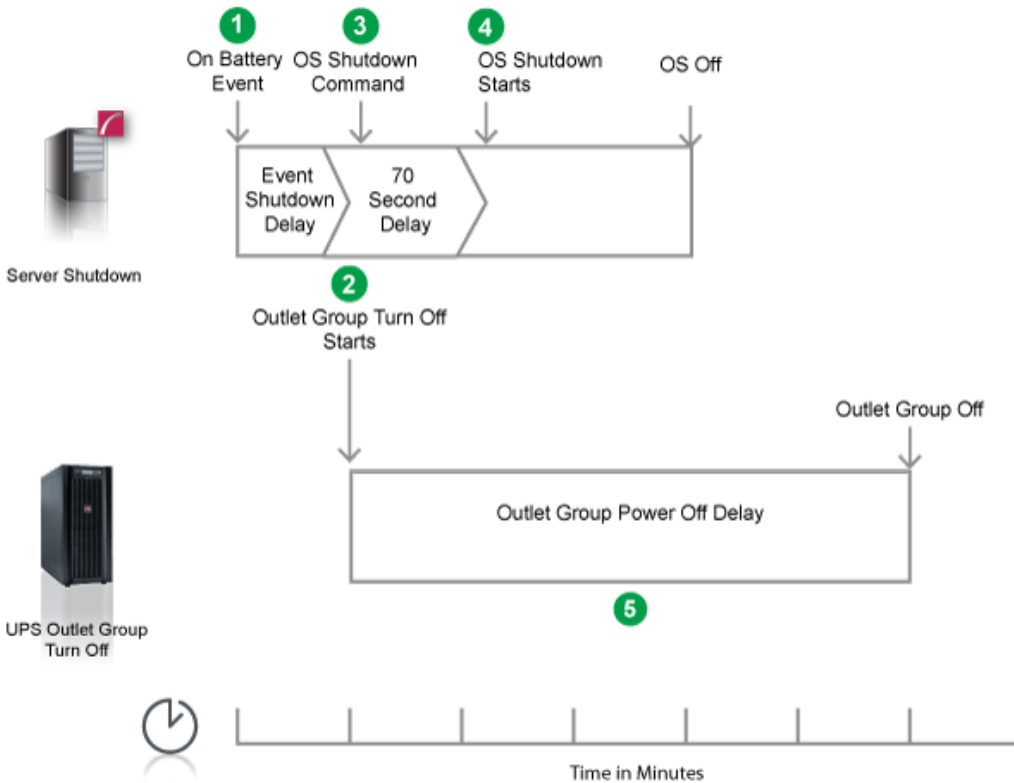 1
3
4
On Battery
Event
OS Shutdown
Command
OS Shutdown
Starts
OS Off
Event
Shutdown
Delay
70
Second
Delay
Server Shutdown
2
Outlet Group Turn Off
Starts
Outlet Group Off
Outlet Group Power Off Delay
5
UPS Outlet Group
Turn Off
Time in Minutes